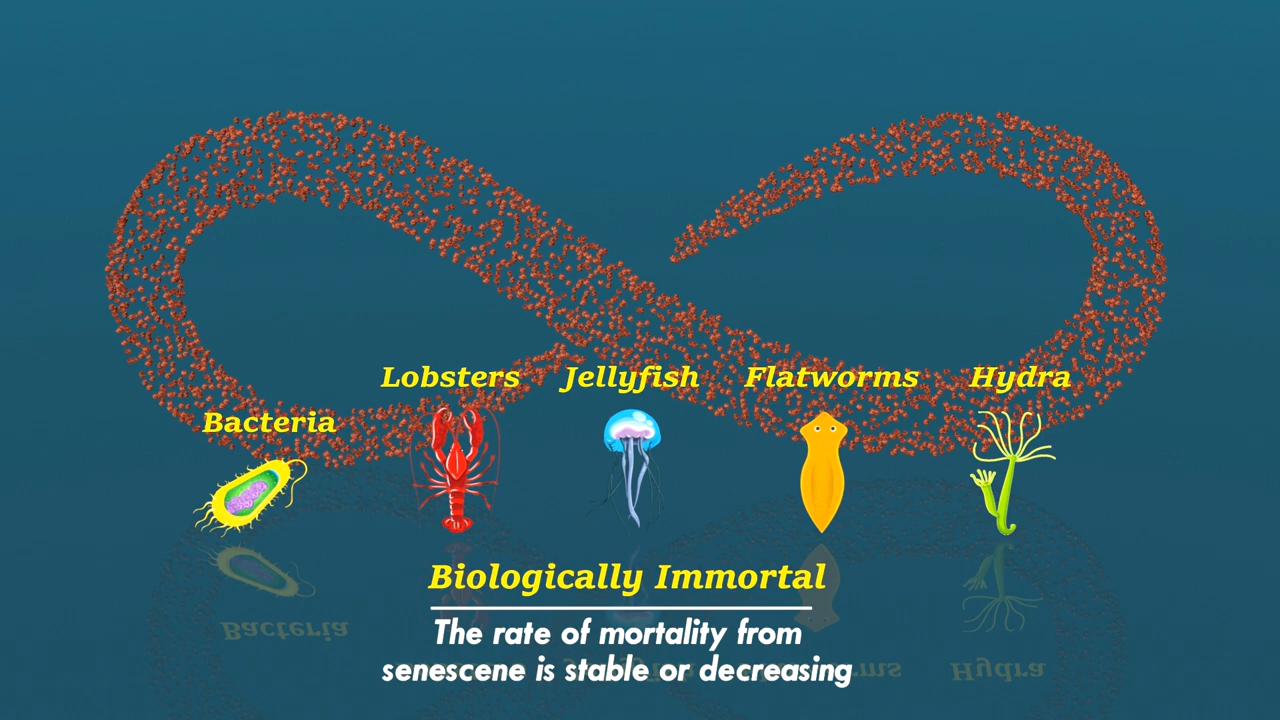 Lobsters Jellyfish Flatworms Hydra
Bacteria
Biologically Immortal
The rate of mortality from
senescene is stable or decreasing